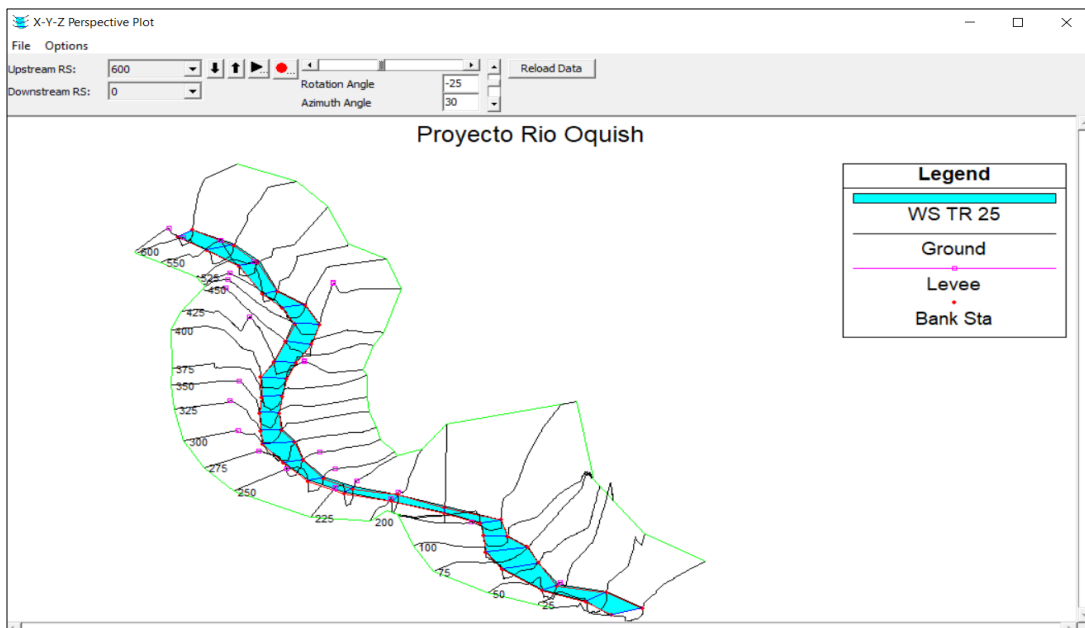 X-Y-Z Perspective Plot
File Options
Upstream RS: 600
Downstream RS: 0
Rotation Angle -25
Azimuth Angle 30
Reload Data
Proyecto Rio Oquish
Legend
WS TR 25
Ground
Levee
Bank Sta
600
550
525
450
425
400
375
350
325
300
275
250
225
200
100
75
50
25